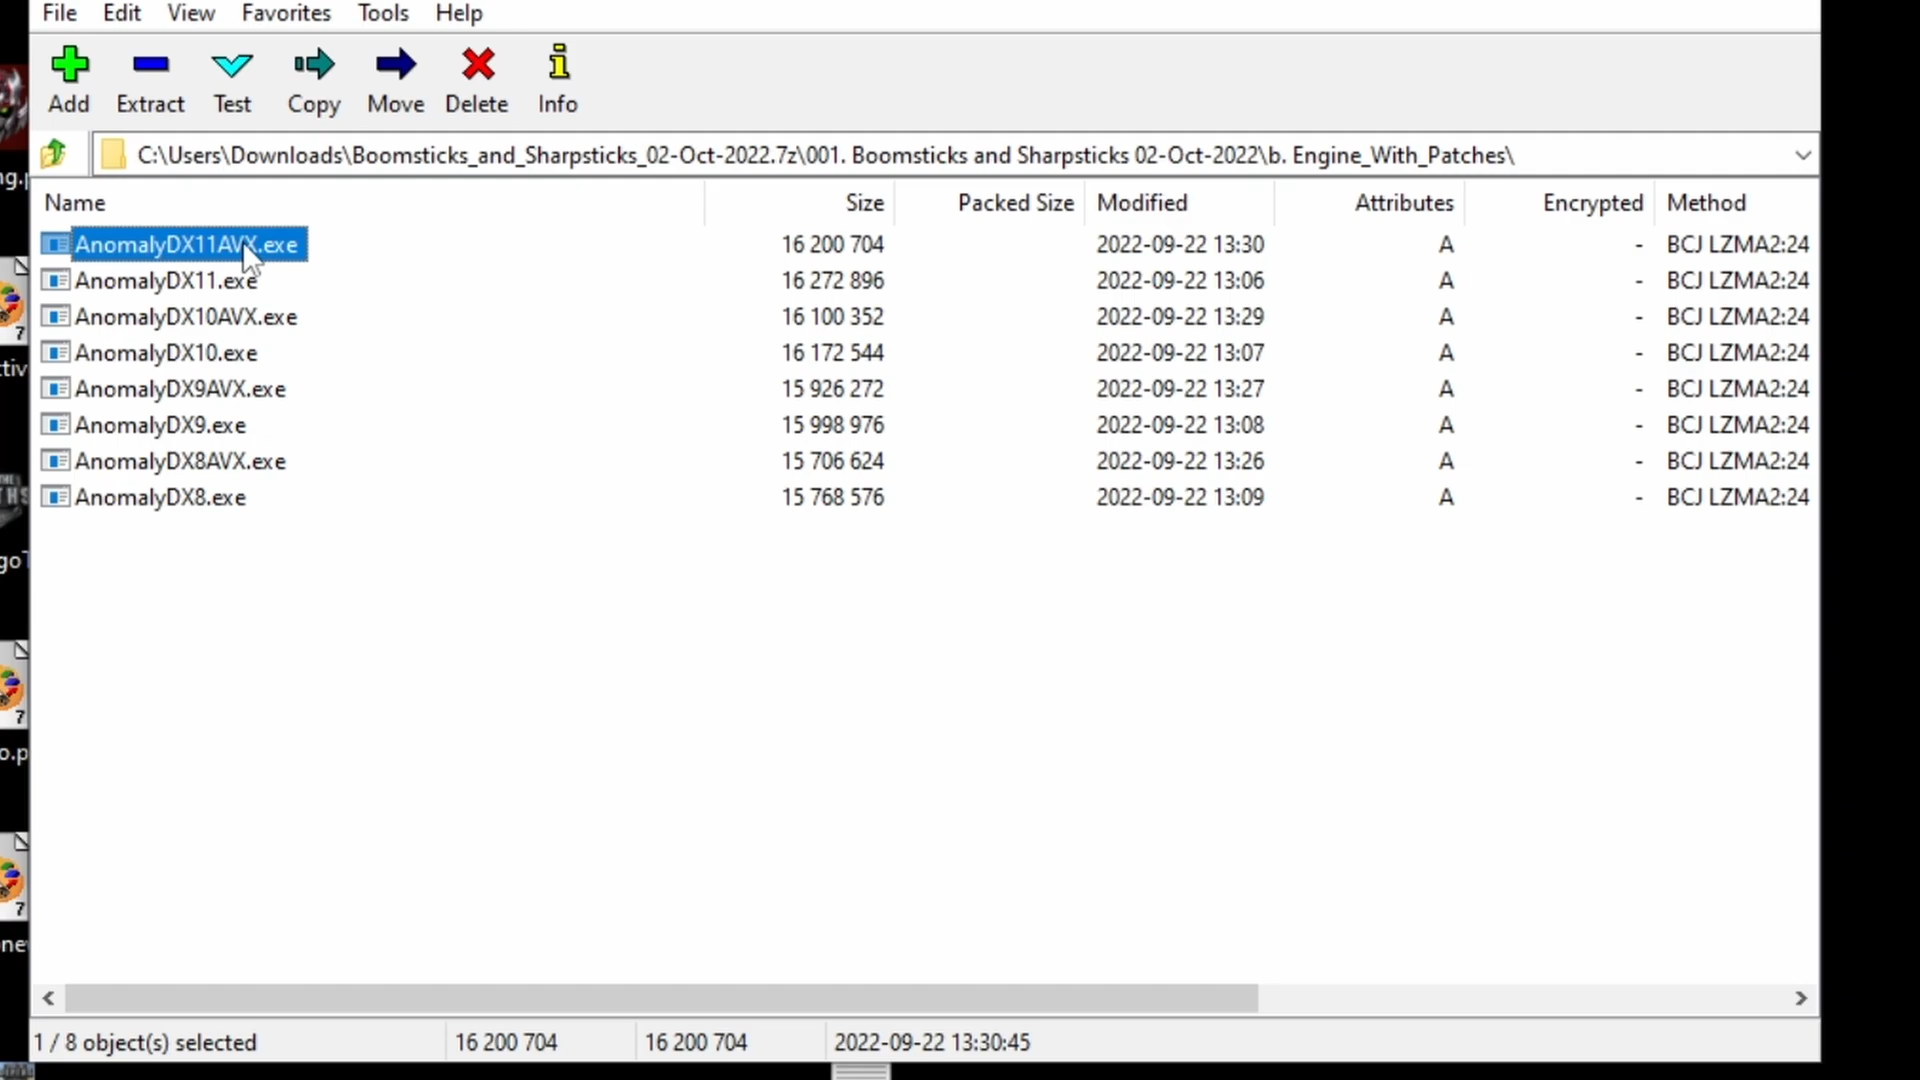 File Edit View Favorites Tools Help
Add Extract Test Copy Move Delete Info
C:\Users\Downloads\Boomsticks_and_Sharpsticks_02-Oct-2022.7z\001. Boomsticks and Sharpsticks 02-Oct-2022\b. Engine_With_Patches\
Name Size Packed Size Modified Attributes Encrypted Method
AnomalyDX11AVX.exe 16 200 704 2022-09-22 13:30 A - BCJ LZMA2:24
AnomalyDX11.exe 16 272 896 2022-09-22 13:06 A - BCJ LZMA2:24
AnomalyDX10AVX.exe 16 100 352 2022-09-22 13:29 A - BCJ LZMA2:24
AnomalyDX10.exe 16 172 544 2022-09-22 13:07 A - BCJ LZMA2:24
AnomalyDX9AVX.exe 15 926 272 2022-09-22 13:27 A - BCJ LZMA2:24
AnomalyDX9.exe 15 998 976 2022-09-22 13:08 A - BCJ LZMA2:24
AnomalyDX8AVX.exe 15 706 624 2022-09-22 13:26 A - BCJ LZMA2:24
AnomalyDX8.exe 15 768 576 2022-09-22 13:09 A - BCJ LZMA2:24
1 / 8 object(s) selected 16 200 704 16 200 704 2022-09-22 13:30:45